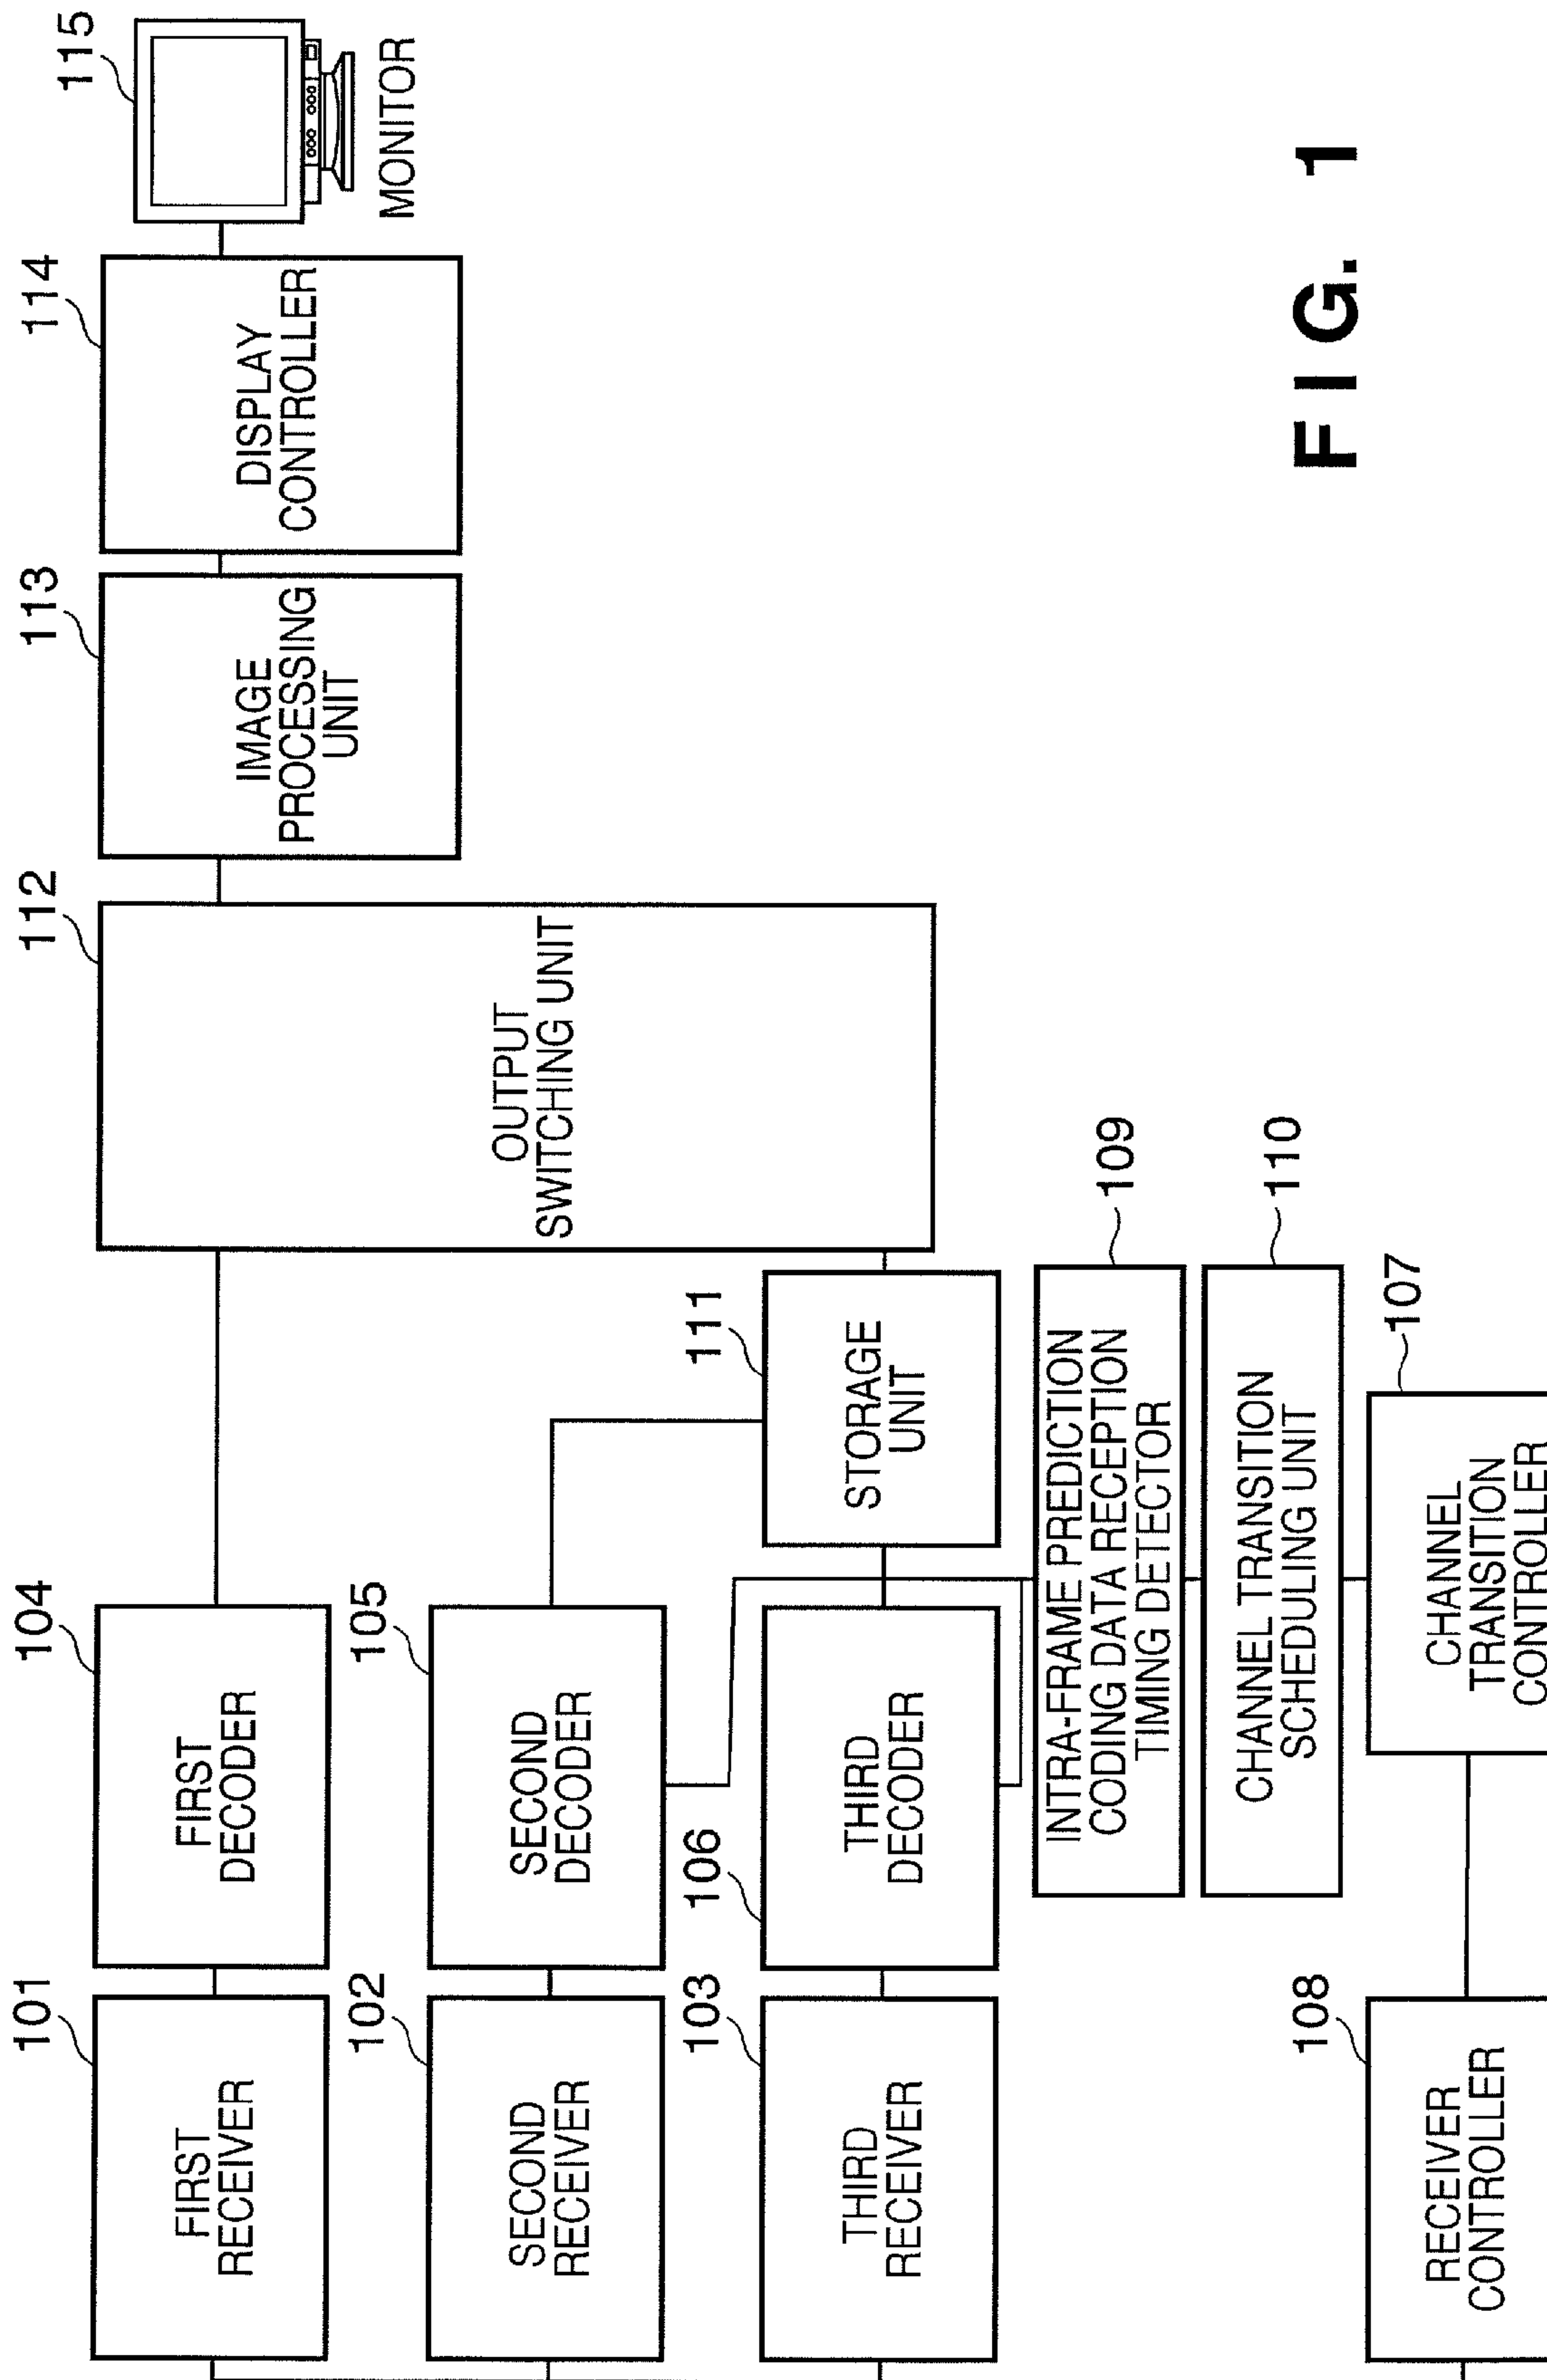 101
FIRST
RECEIVER
104
FIRST
DECODER
112
OUTPUT
SWITCHING UNIT
113
IMAGE
PROCESSING
UNIT
114
DISPLAY
CONTROLLER
115
MONITOR
102
SECOND
RECEIVER
105
SECOND
DECODER
103
THIRD
RECEIVER
106
THIRD
DECODER
111
STORAGE
UNIT
109
INTRA-FRAME PREDICTION
CODING DATA RECEPTION
TIMING DETECTOR
110
CHANNEL TRANSITION
SCHEDULING UNIT
108
RECEIVER
CONTROLLER
107
CHANNEL
TRANSITION
CONTROLLER
FIG. 1